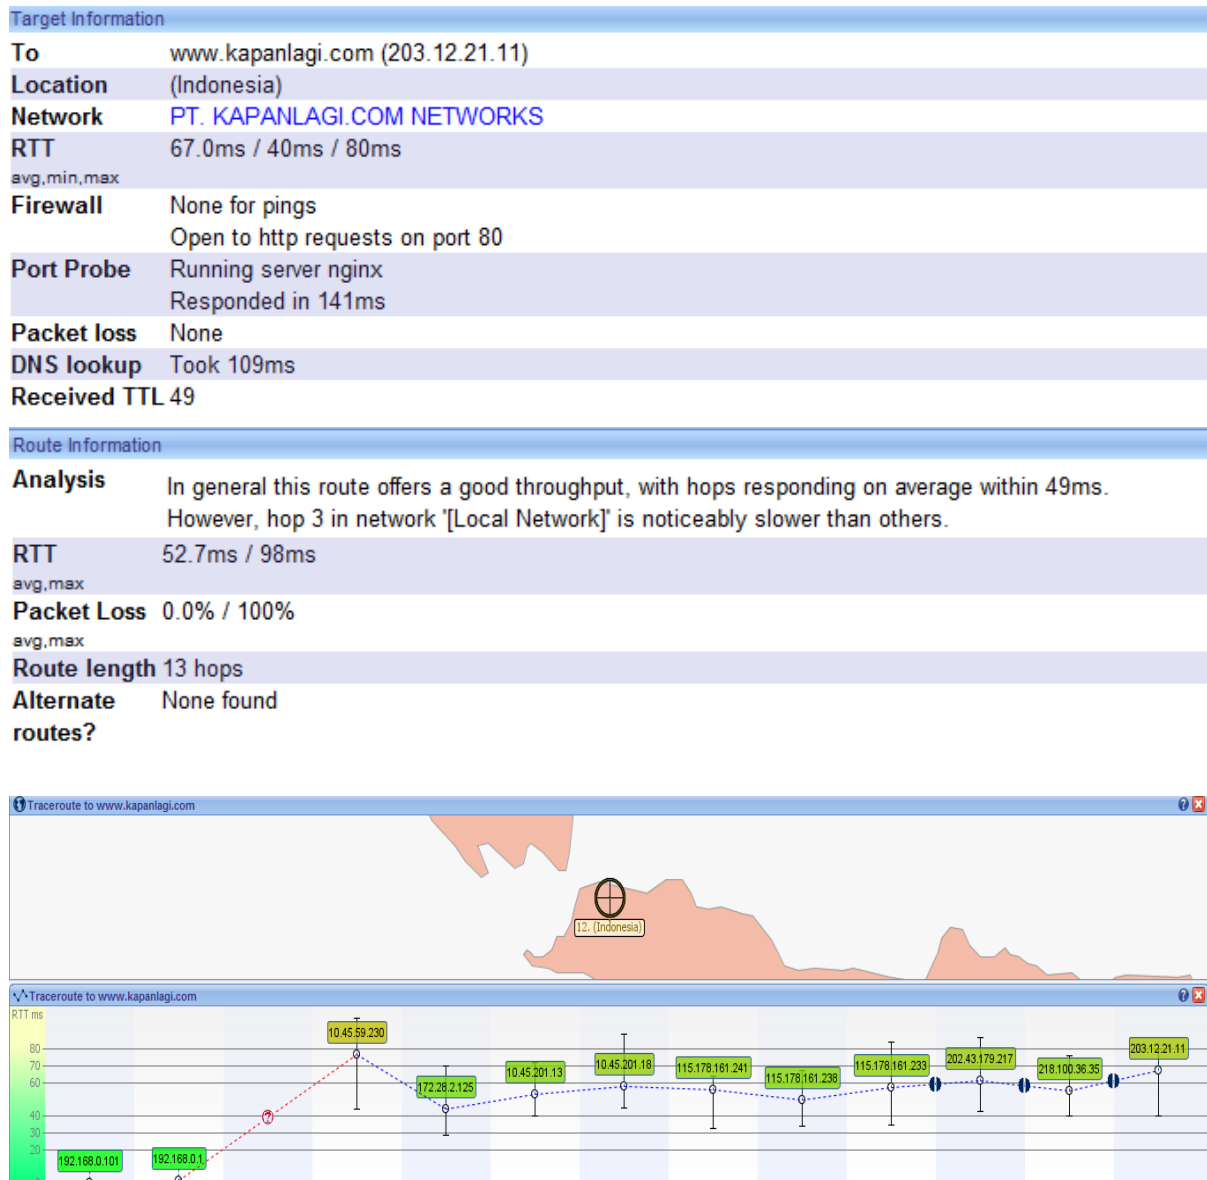 Target Information
To www.kapanlagi.com (203.12.21.11)
Location (Indonesia)
Network PT. KAPANLAGI.COM NETWORKS
RTT 67.0ms / 40ms / 80ms
avg,min,max
Firewall None for pings
Open to http requests on port 80
Port Probe Running server nginx
Responded in 141ms
Packet loss None
DNS lookup Took 109ms
Received TTL 49
Route Information
Analysis In general this route offers a good throughput, with hops responding on average within 49ms.
However, hop 3 in network '[Local Network]' is noticeably slower than others.
RTT 52.7ms / 98ms
avg,max
Packet Loss 0.0% / 100%
avg,max
Route length 13 hops
Alternate None found
routes?
Traceroute to www.kapanlagi.com ?
12. (Indonesia)
Traceroute to www.kapanlagi.com ?
RTT ms
80
70
60
40
30
20
192.168.0.101
192.168.0.1
?
10.45.59.230
172.28.2.125
10.45.201.13
10.45.201.18
115.178.161.241
115.178.161.238
115.178.161.233
202.43.179.217
218.100.36.35
203.12.21.11